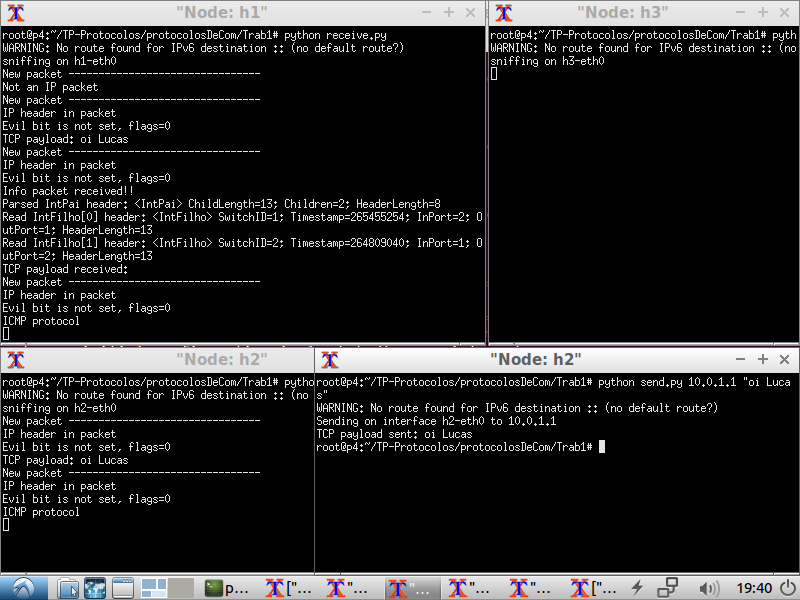 "Node: h1"
root@p4:~/TP-Protocolos/protocolosDeCom/Trab1# python receive.py
WARNING: No route found for IPv6 destination :: (no default route?)
sniffing on h1-eth0
New packet --------------------------------
Not an IP packet
New packet --------------------------------
IP header in packet
Evil bit is not set, flags=0
TCP payload: oi Lucas
New packet --------------------------------
IP header in packet
Evil bit is not set, flags=0
Info packet received!!
Parsed IntPai header: <IntPai> ChildLength=13; Children=2; HeaderLength=8
Read IntFilho[0] header: <IntFilho> SwitchID=1; Timestamp=265455254; InPort=2; O
utPort=1; HeaderLength=13
Read IntFilho[1] header: <IntFilho> SwitchID=2; Timestamp=264809040; InPort=1; O
utPort=2; HeaderLength=13
TCP payload received:
New packet --------------------------------
IP header in packet
Evil bit is not set, flags=0
ICMP protocol
"Node: h3"
root@p4:~/TP-Protocolos/protocolosDeCom/Trab1# pyth
WARNING: No route found for IPv6 destination :: (no
sniffing on h3-eth0
"Node: h2"
root@p4:~/TP-Protocolos/protocolosDeCom/Trab1# pytho
WARNING: No route found for IPv6 destination :: (no
sniffing on h2-eth0
New packet --------------------------------
IP header in packet
Evil bit is not set, flags=0
TCP payload: oi Lucas
New packet --------------------------------
IP header in packet
Evil bit is not set, flags=0
ICMP protocol
"Node: h2"
root@p4:~/TP-Protocolos/protocolosDeCom/Trab1# python send.py 10.0.1.1 "oi Luca
s"
WARNING: No route found for IPv6 destination :: (no default route?)
Sending on interface h2-eth0 to 10.0.1.1
TCP payload sent: oi Lucas
root@p4:~/TP-Protocolos/protocolosDeCom/Trab1#
p... ["... "... "... "... "... ["... 19:40